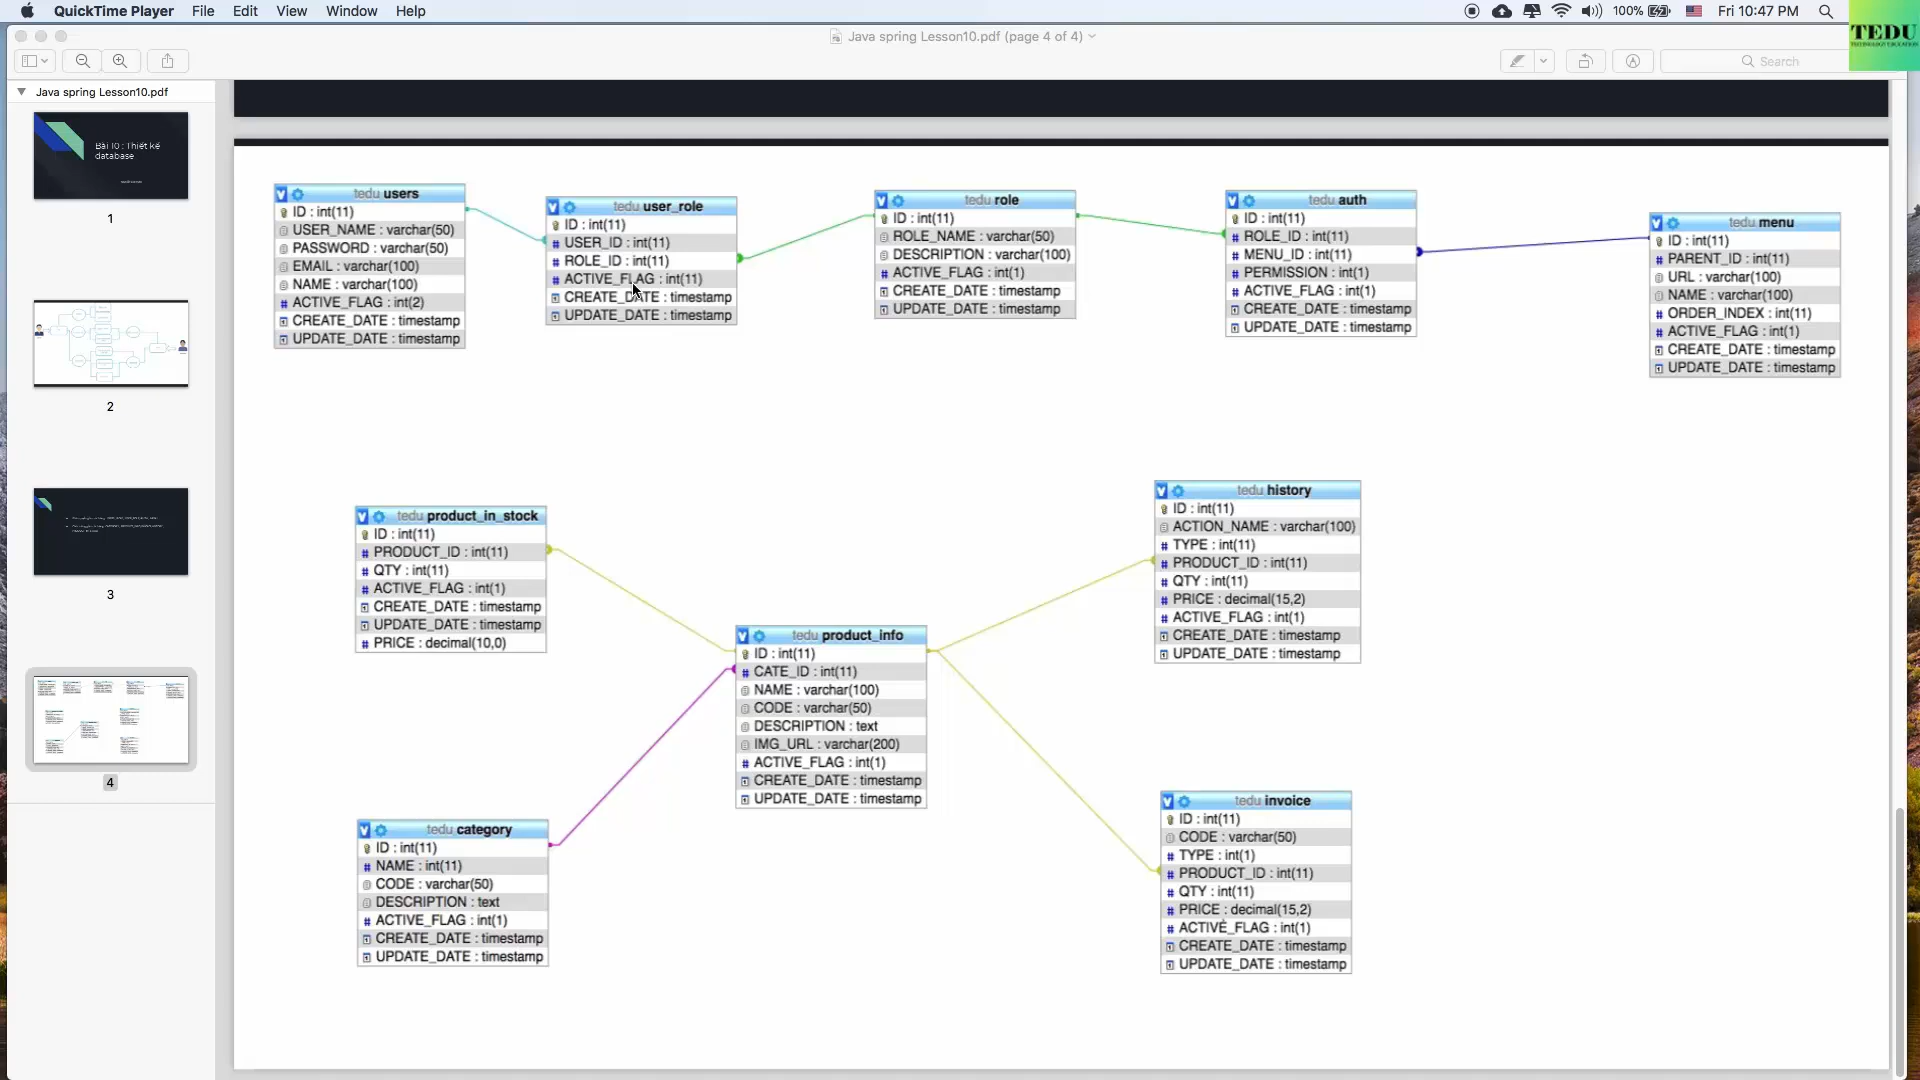 QuickTime Player File Edit View Window Help
100% Fri 10:47 PM
TEDU
Java spring Lesson10.pdf (page 4 of 4)
Search
Java spring Lesson10.pdf
Bài 10 : Thiết kế
database
1
2
3
4
tedu users
ID : int(11)
USER_NAME : varchar(50)
PASSWORD : varchar(50)
EMAIL : varchar(100)
NAME : varchar(100)
ACTIVE_FLAG : int(2)
CREATE_DATE : timestamp
UPDATE_DATE : timestamp
tedu user_role
ID : int(11)
USER_ID : int(11)
ROLE_ID : int(11)
ACTIVE_FLAG : int(11)
CREATE_DATE : timestamp
UPDATE_DATE : timestamp
tedu role
ID : int(11)
ROLE_NAME : varchar(50)
DESCRIPTION : varchar(100)
ACTIVE_FLAG : int(1)
CREATE_DATE : timestamp
UPDATE_DATE : timestamp
tedu auth
ID : int(11)
ROLE_ID : int(11)
MENU_ID : int(11)
PERMISSION : int(1)
ACTIVE_FLAG : int(1)
CREATE_DATE : timestamp
UPDATE_DATE : timestamp
tedu menu
ID : int(11)
PARENT_ID : int(11)
URL : varchar(100)
NAME : varchar(100)
ORDER_INDEX : int(11)
ACTIVE_FLAG : int(1)
CREATE_DATE : timestamp
UPDATE_DATE : timestamp
tedu product_in_stock
ID : int(11)
PRODUCT_ID : int(11)
QTY : int(11)
ACTIVE_FLAG : int(1)
CREATE_DATE : timestamp
UPDATE_DATE : timestamp
PRICE : decimal(10,0)
tedu product_info
ID : int(11)
CATE_ID : int(11)
NAME : varchar(100)
CODE : varchar(50)
DESCRIPTION : text
IMG_URL : varchar(200)
ACTIVE_FLAG : int(1)
CREATE_DATE : timestamp
UPDATE_DATE : timestamp
tedu history
ID : int(11)
ACTION_NAME : varchar(100)
TYPE : int(11)
PRODUCT_ID : int(11)
QTY : int(11)
PRICE : decimal(15,2)
ACTIVE_FLAG : int(1)
CREATE_DATE : timestamp
UPDATE_DATE : timestamp
tedu category
ID : int(11)
NAME : int(11)
CODE : varchar(50)
DESCRIPTION : text
ACTIVE_FLAG : int(1)
CREATE_DATE : timestamp
UPDATE_DATE : timestamp
tedu invoice
ID : int(11)
CODE : varchar(50)
TYPE : int(1)
PRODUCT_ID : int(11)
QTY : int(11)
PRICE : decimal(15,2)
ACTIVE_FLAG : int(1)
CREATE_DATE : timestamp
UPDATE_DATE : timestamp